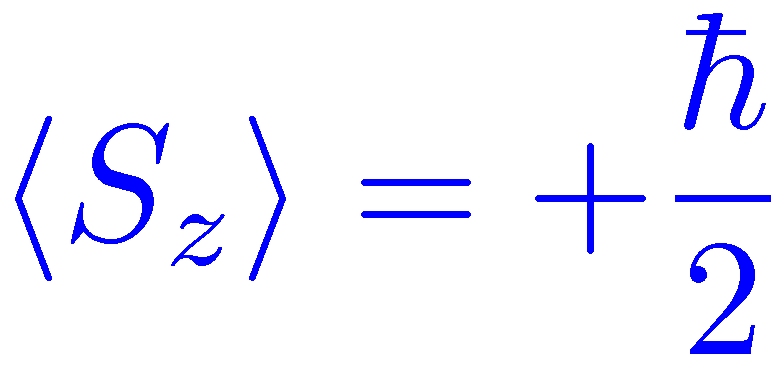 ⟨S_z⟩ = +ħ/2